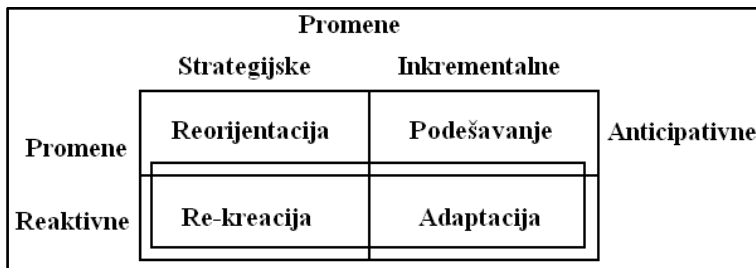 Promene
Strategijske Inkrementalne
Reorijentacija Podešavanje Anticipativne
Promene
Reaktivne Re-kreacija Adaptacija